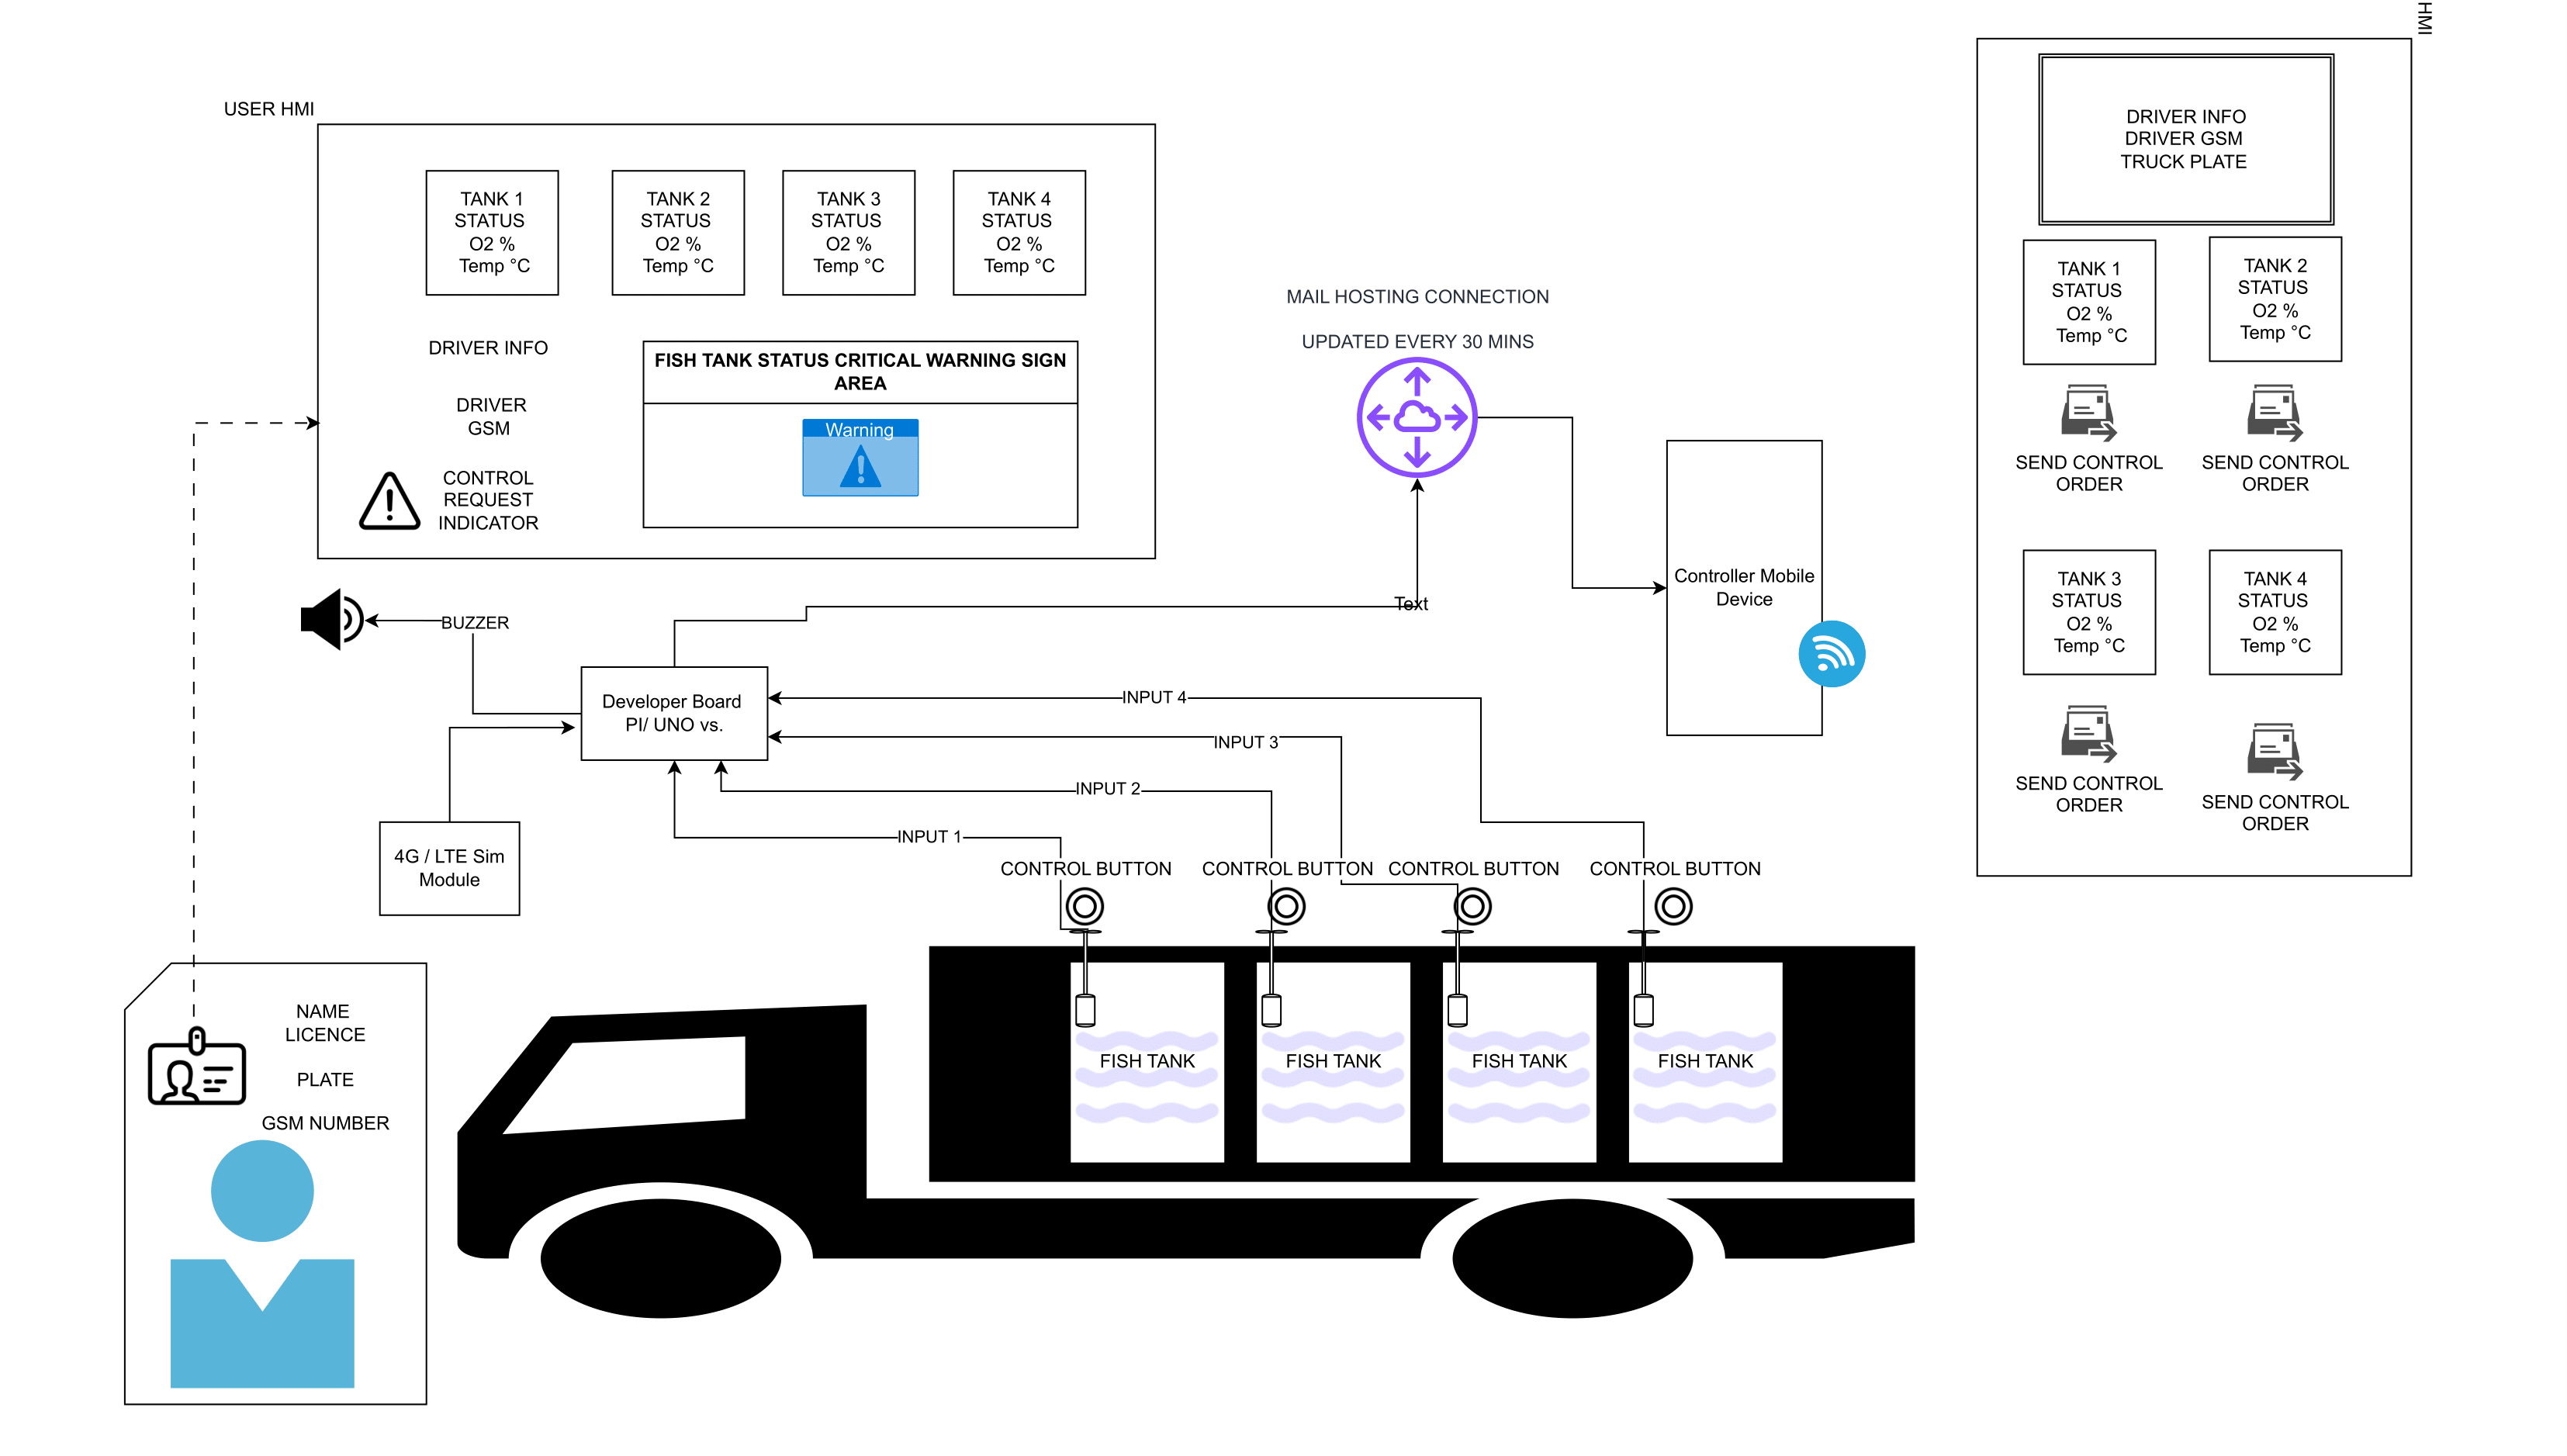 HMI
USER HMI
TANK 1
STATUS
O2 %
Temp °C
TANK 2
STATUS
O2 %
Temp °C
TANK 3
STATUS
O2 %
Temp °C
TANK 4
STATUS
O2 %
Temp °C
DRIVER INFO
DRIVER
GSM
CONTROL
REQUEST
INDICATOR
FISH TANK STATUS CRITICAL WARNING SIGN
AREA
Warning
MAIL HOSTING CONNECTION
UPDATED EVERY 30 MINS
Text
Controller Mobile
Device
BUZZER
Developer Board
PI/ UNO vs.
INPUT 4
INPUT 3
INPUT 2
INPUT 1
4G / LTE Sim
Module
CONTROL BUTTON
CONTROL BUTTON
CONTROL BUTTON
CONTROL BUTTON
FISH TANK
FISH TANK
FISH TANK
FISH TANK
NAME
LICENCE
PLATE
GSM NUMBER
DRIVER INFO
DRIVER GSM
TRUCK PLATE
TANK 1
STATUS
O2 %
Temp °C
TANK 2
STATUS
O2 %
Temp °C
SEND CONTROL
ORDER
SEND CONTROL
ORDER
TANK 3
STATUS
O2 %
Temp °C
TANK 4
STATUS
O2 %
Temp °C
SEND CONTROL
ORDER
SEND CONTROL
ORDER